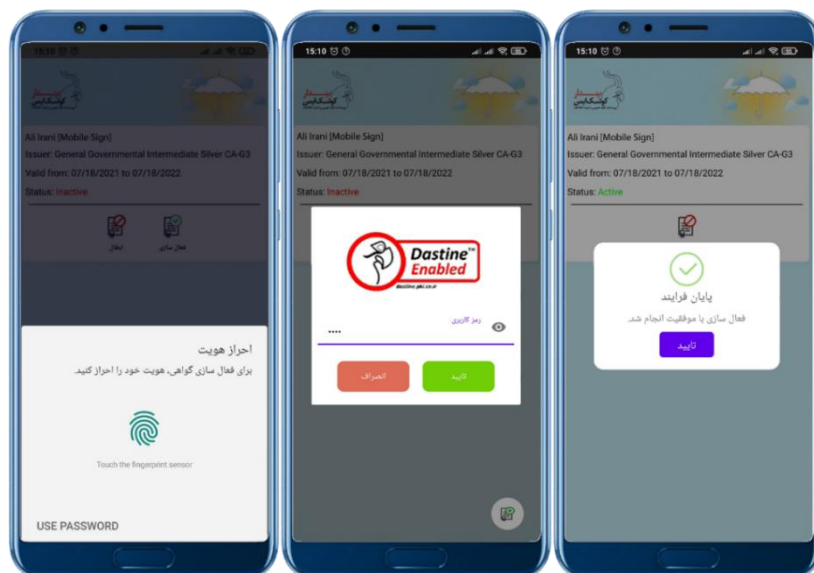 15:10
Ali Irani [Mobile Sign]
Issuer: General Governmental Intermediate Silver CA-G3
Valid from: 07/18/2021 to 07/18/2022
Status: Inactive
فعال سازی
ابطال
احراز هویت
برای فعال سازی گواهی، هویت خود را احراز کنید.
Touch the fingerprint sensor
USE PASSWORD
15:10
Ali Irani [Mobile Sign]
Issuer: General Governmental Intermediate Silver CA-G3
Valid from: 07/18/2021 to 07/18/2022
Status: Inactive
Dastine™
Enabled
dastine.pki.co.ir
رمز کاربری
....
تایید
انصراف
15:10
Ali Irani [Mobile Sign]
Issuer: General Governmental Intermediate Silver CA-G3
Valid from: 07/18/2021 to 07/18/2022
Status: Active
پایان فرایند
فعال سازی با موفقیت انجام شد.
تایید